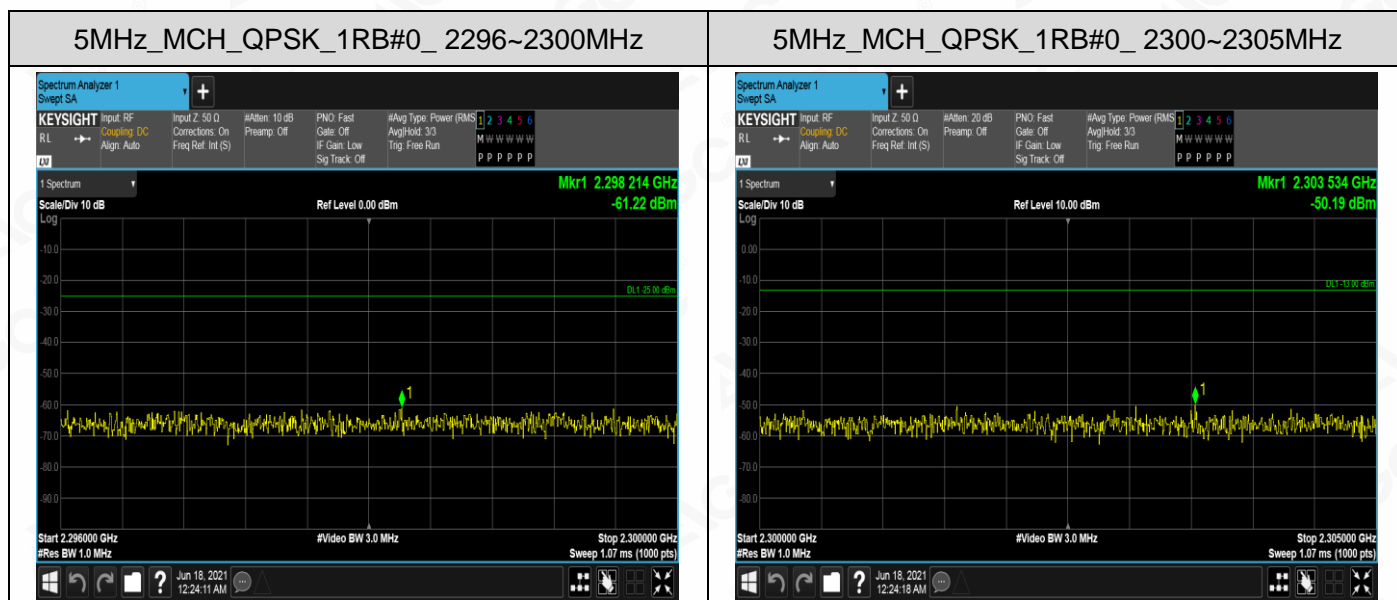 5MHz_MCH_QPSK_1RB#0_ 2296~2300MHz
Spectrum Analyzer 1
Swept SA
+
KEYSIGHT Input: RF Input Z: 50 Ω #Atten: 10 dB PNO: Fast #Avg Type: Power (RMS 1 2 3 4 5 6
RL Coupling: DC Corrections: On Preamp: Off Gate: Off Avg|Hold: 3/3 M W W W W W
Align: Auto Freq Ref: Int (S) IF Gain: Low Trig: Free Run
LXI Sig Track: Off P P P P P P
1 Spectrum
Mkr1 2.298 214 GHz
Scale/Div 10 dB Ref Level 0.00 dBm -61.22 dBm
Log
-10.0
-20.0
DL1 -25.00 dBm
-30.0
-40.0
-50.0
1
-60.0
-70.0
-80.0
-90.0
Start 2.296000 GHz #Video BW 3.0 MHz Stop 2.300000 GHz
#Res BW 1.0 MHz Sweep 1.07 ms (1000 pts)
? Jun 18, 2021
12:24:11 AM
5MHz_MCH_QPSK_1RB#0_ 2300~2305MHz
Spectrum Analyzer 1
Swept SA
+
KEYSIGHT Input: RF Input Z: 50 Ω #Atten: 20 dB PNO: Fast #Avg Type: Power (RMS 1 2 3 4 5 6
RL Coupling: DC Corrections: On Preamp: Off Gate: Off Avg|Hold: 3/3 M W W W W W
Align: Auto Freq Ref: Int (S) IF Gain: Low Trig: Free Run
LXI Sig Track: Off P P P P P P
1 Spectrum
Mkr1 2.303 534 GHz
Scale/Div 10 dB Ref Level 10.00 dBm -50.19 dBm
Log
0.00
-10.0
DL1 -13.00 dBm
-20.0
-30.0
-40.0
1
-50.0
-60.0
-70.0
-80.0
Start 2.300000 GHz #Video BW 3.0 MHz Stop 2.305000 GHz
#Res BW 1.0 MHz Sweep 1.07 ms (1000 pts)
? Jun 18, 2021
12:24:18 AM